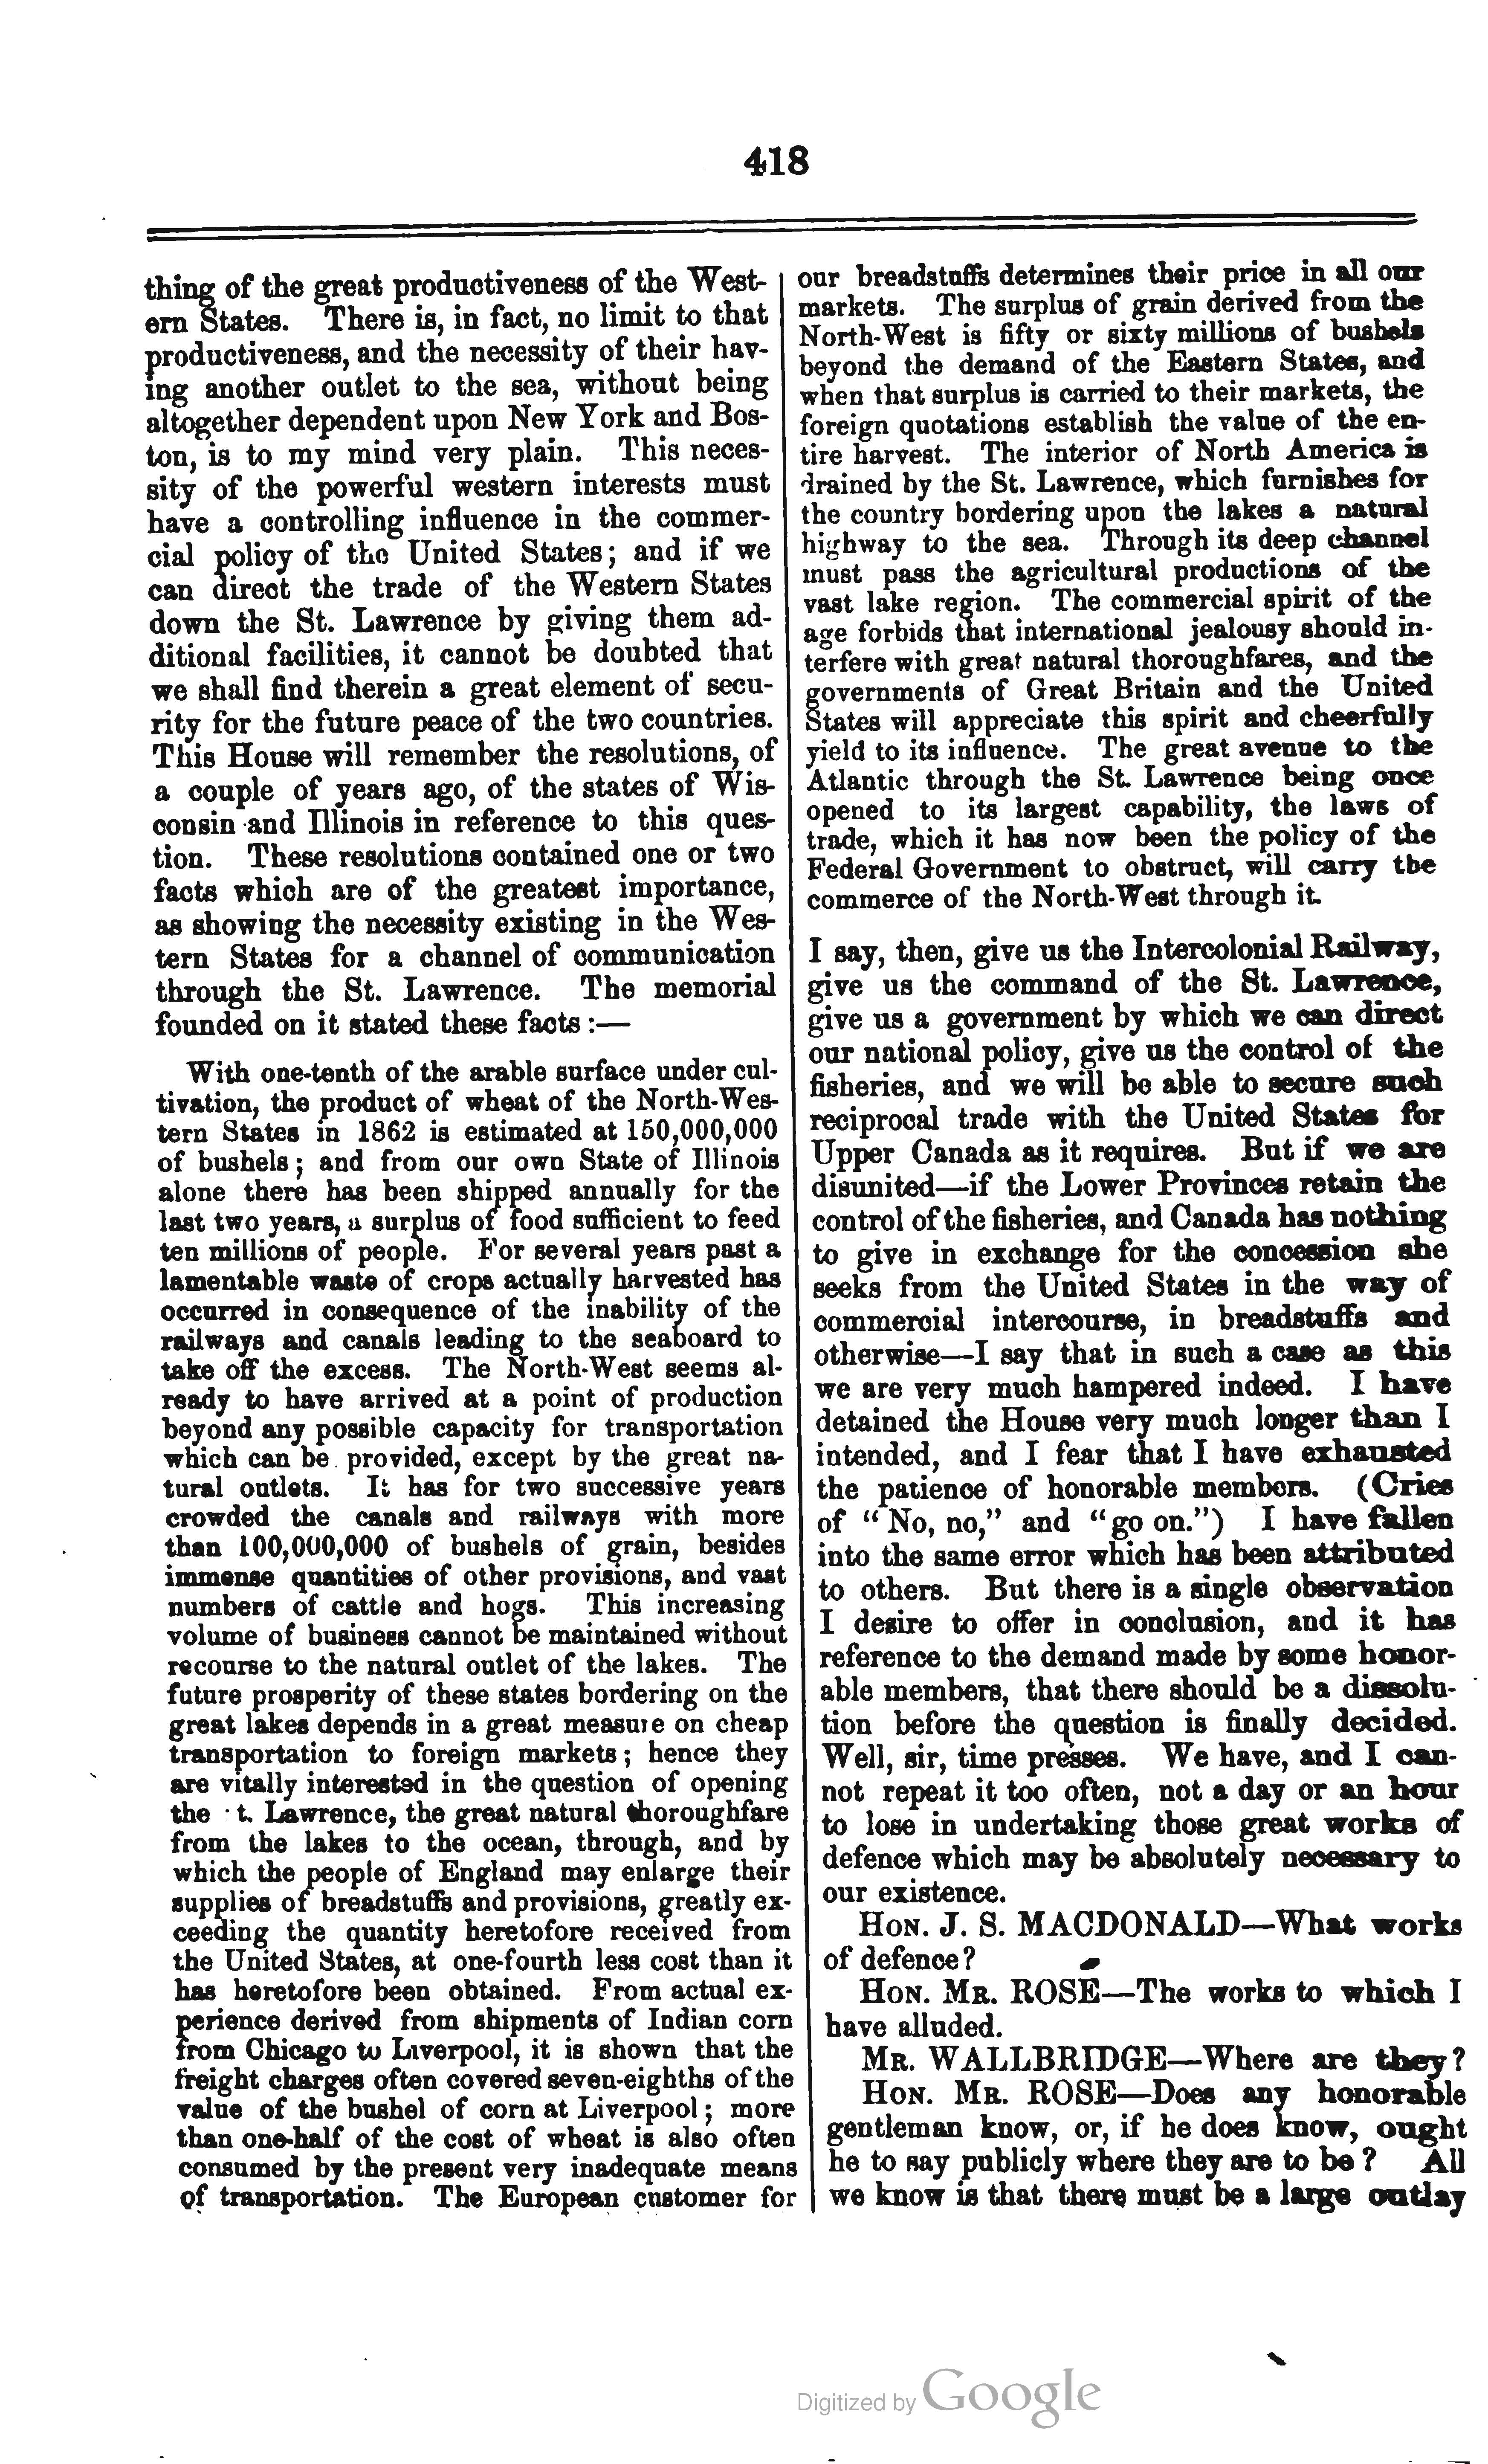 418
thing of the great productiveness of the West-
ern States. There is, in fact, no limit to that
productiveness, and the necessity of their hav-
ing another outlet to the sea, without being
altogether dependent upon New York and Bos-
ton, is to my mind very plain. This neces-
sity of the powerful western interests must
have a controlling influence in the commer-
cial policy of the United States; and if we
can direct the trade of the Western States
down the St. Lawrence by giving them ad-
ditional facilities, it cannot be doubted that
we shall find therein a great element of secu-
rity for the future peace of the two countries.
This House will remember the resolutions, of
a couple of years ago, of the states of Wis-
consin and Illinois in reference to this ques-
tion. These resolutions contained one or two
facts which are of the greatest importance,
as showing the necessity existing in the Wes-
tern States for a channel of communication
through the St. Lawrence. The memorial
founded on it stated these facts:—
With one-tenth of the arable surface under cul-
tivation, the product of wheat of the North-Wes-
tern States in 1862 is estimated at 150,000,000
of bushels; and from our own State of Illinois
alone there has been shipped annually for the
last two years, a surplus of food sufficient to feed
ten millions of people. For several years past a
lamentable waste of crops actually harvested has
occurred in consequence of the inability of the
railways and canals leading to the seaboard to
take off the excess. The North-West seems al-
ready to have arrived at a point of production
beyond any possible capacity for transportation
which can be provided, except by the great na-
tural outlets. It has for two successive years
crowded the canals and railways with more
than 100,000,000 of bushels of grain, besides
immense quantities of other provisions, and vast
numbers of cattle and hogs. This increasing
volume of business cannot be maintained without
recourse to the natural outlet of the lakes. The
future prosperity of these states bordering on the
great lakes depends in a great measure on cheap
transportation to foreign markets; hence they
are vitally interested in the question of opening
the t. Lawrence, the great natural thoroughfare
from the lakes to the ocean, through, and by
which the people of England may enlarge their
supplies of breadstuffs and provisions, greatly ex-
ceeding the quantity heretofore received from
the United States, at one-fourth less cost than it
has heretofore been obtained. From actual ex-
perience derived from shipments of Indian corn
from Chicago to Liverpool, it is shown that the
freight charges often covered seven-eighths of the
value of the bushel of corn at Liverpool; more
than one-half of the cost of wheat is also often
consumed by the present very inadequate means
of transportation. The European customer for
our breadstuffs determines their price in all our
markets. The surplus of grain derived from the
North-West is fifty or sixty millions of bushels
beyond the demand of the Eastern States, and
when that surplus is carried to their markets, the
foreign quotations establish the value of the en-
tire harvest. The interior of North America is
drained by the St. Lawrence, which furnishes for
the country bordering upon the lakes a natural
highway to the sea. Through its deep channel
must pass the agricultural productions of the
vast lake region. The commercial spirit of the
age forbids that international jealousy should in-
terfere with great natural thoroughfares, and the
governments of Great Britain and the United
States will appreciate this spirit and cheerfully
yield to its influence. The great avenue to the
Atlantic through the St. Lawrence being once
opened to its largest capability, the laws of
trade, which it has now been the policy of the
Federal Government to obstruct, will carry the
commerce of the North-West through it.
I say, then, give us the Intercolonial Railway,
give us the command of the St. Lawrence,
give us a government by which we can direct
our national policy, give us the control of the
fisheries, and we will be able to secure such
reciprocal trade with the United States for
Upper Canada as it requires. But if we are
disunited—if the Lower Provinces retain the
control of the fisheries, and Canada has nothing
to give in exchange for the concession she
seeks from the United States in the way of
commercial intercourse, in breadstuffs and
otherwise—I say that in such a case as this
we are very much hampered indeed. I have
detained the House very much longer than I
intended, and I fear that I have exhausted
the patience of honorable members. (Cries
of "No, no," and "go on.") I have fallen
into the same error which has been attributed
to others. But there is a single observation
I desire to offer in conclusion, and it has
reference to the demand made by some honor-
able members, that there should be a dissolu-
tion before the question is finally decided.
Well, sir, time presses. We have, and I can-
not repeat it too often, not a day or an hour
to lose in undertaking those great works of
defence which may be absolutely necessary to
our existence.
HON. J. S. MACDONALD—What works
of defence?
HON. MR. ROSE—The works to which I
have alluded.
MR. WALLBRIDGE—Where are they?
HON. MR. ROSE—Does any honorable
gentleman know, or, if he does know, ought
he to say publicly where they are to be? All
we know is that there must be a large outlay
Digitized by Google